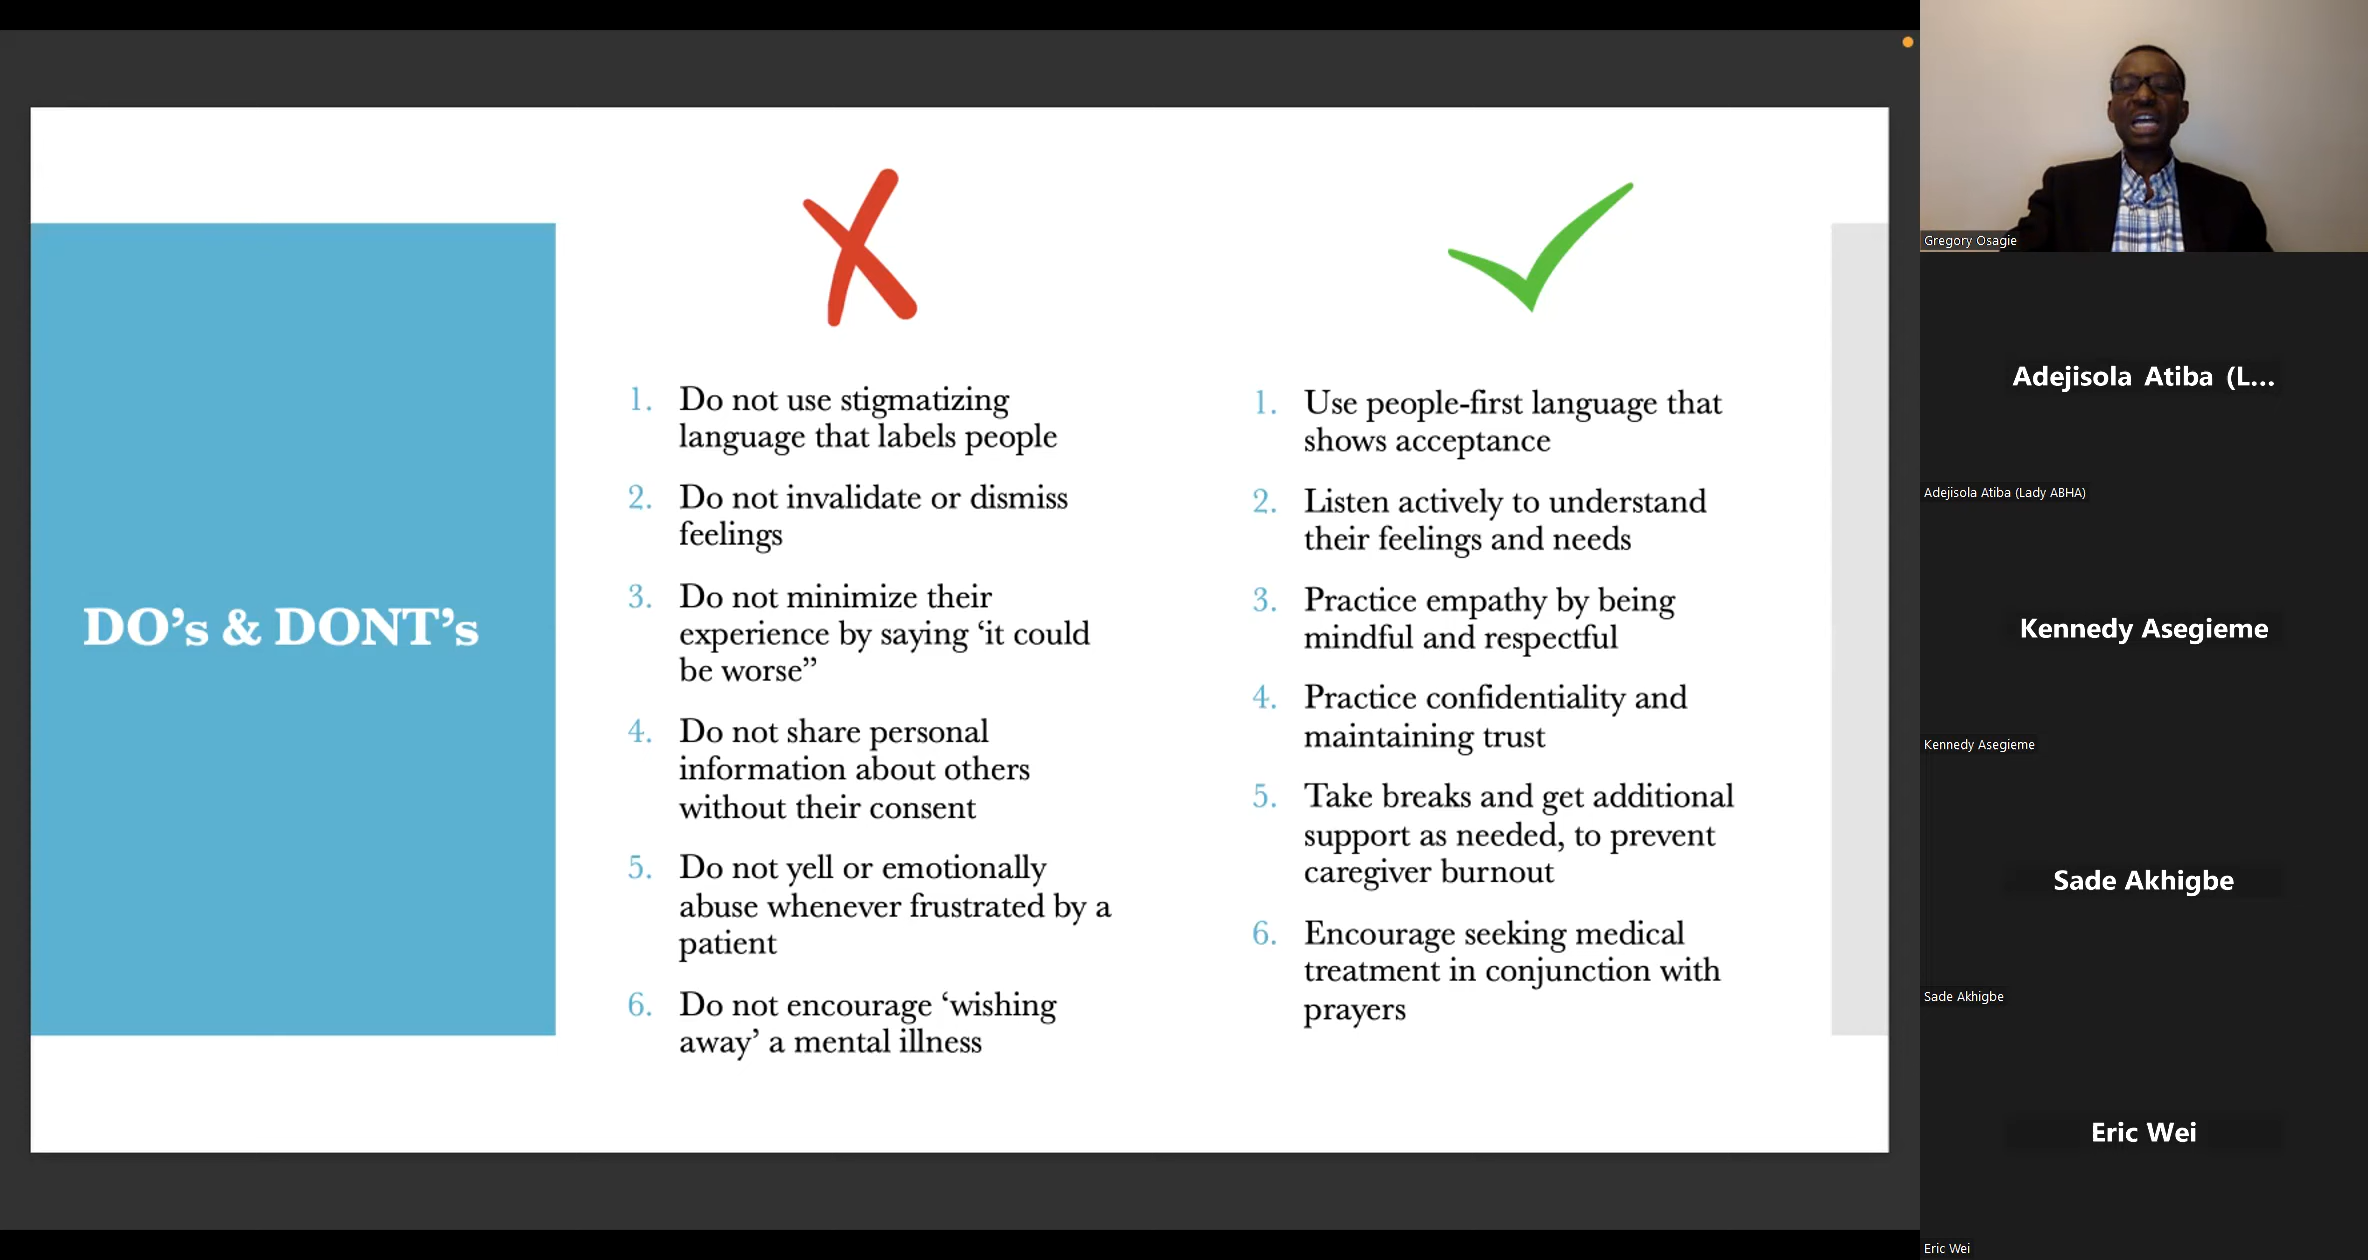 DO’s & DONT’s
1. Do not use stigmatizing
language that labels people
2. Do not invalidate or dismiss
feelings
3. Do not minimize their
experience by saying ‘it could
be worse”
4. Do not share personal
information about others
without their consent
5. Do not yell or emotionally
abuse whenever frustrated by a
patient
6. Do not encourage ‘wishing
away’ a mental illness
1. Use people-first language that
shows acceptance
2. Listen actively to understand
their feelings and needs
3. Practice empathy by being
mindful and respectful
4. Practice confidentiality and
maintaining trust
5. Take breaks and get additional
support as needed, to prevent
caregiver burnout
6. Encourage seeking medical
treatment in conjunction with
prayers
Gregory Osagie
Adejisola Atiba (L...
Adejisola Atiba (Lady ABHA)
Kennedy Asegieme
Kennedy Asegieme
Sade Akhigbe
Sade Akhigbe
Eric Wei
Eric Wei